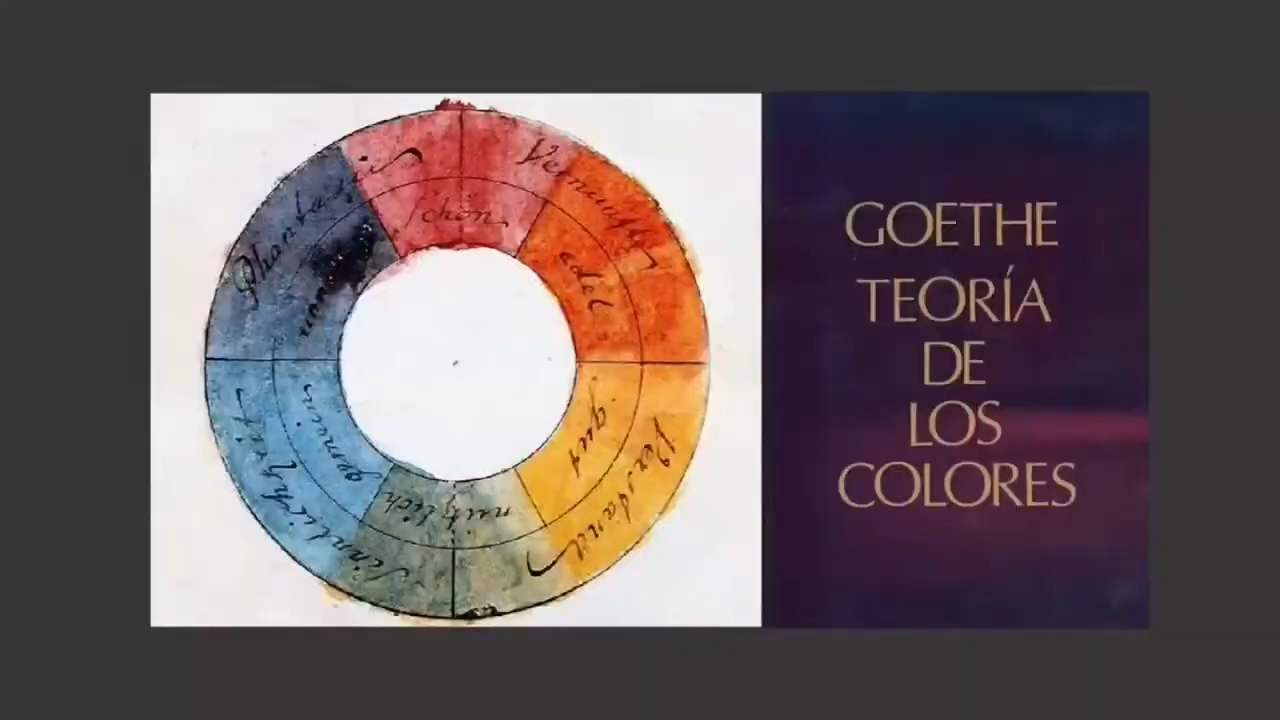 Phantasie
Vernunft
schön
edel
gut
Verstand
nützlich
Sinnlichkeit
gemein
GOETHE
TEORÍA
DE
LOS
COLORES